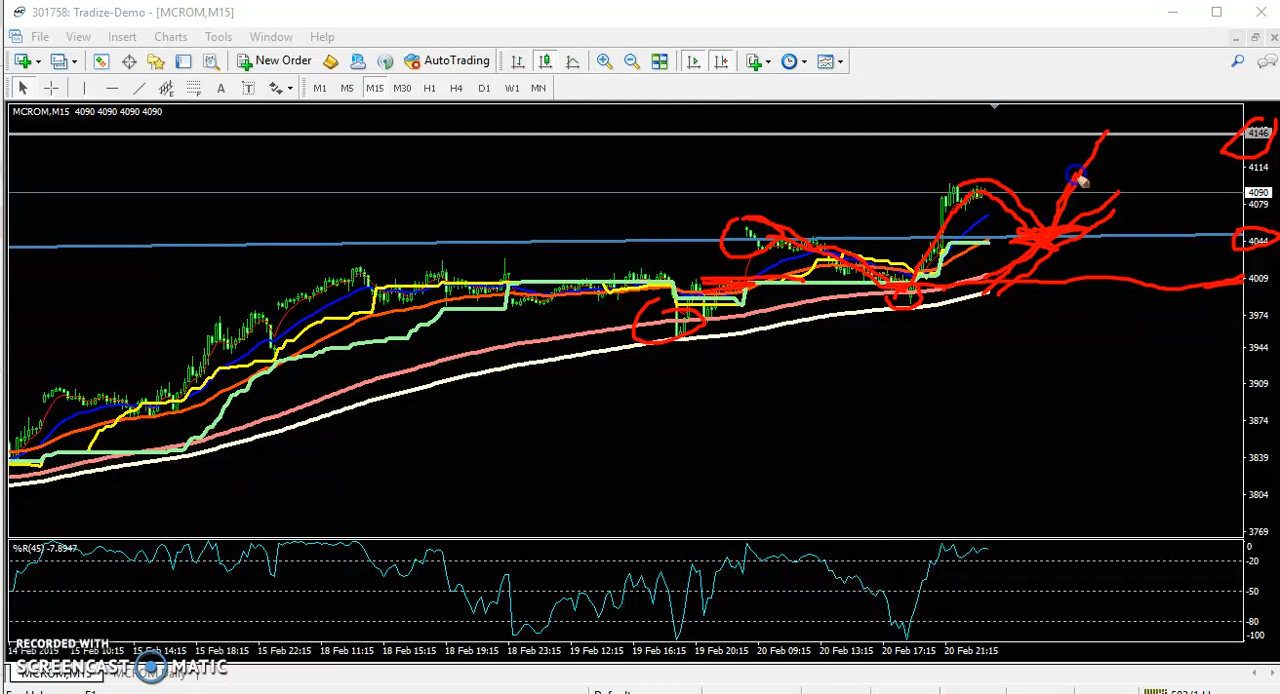 301758: Tradize-Demo - [MCROM,M15]
File View Insert Charts Tools Window Help
New Order AutoTrading
A T M1 M5 M15 M30 H1 H4 D1 W1 MN
MCROM,M15 4090 4090 4090 4090
4146
4114
4090
4079
4044
4009
3974
3944
3909
3874
3839
3804
3769
%R(45) -7.8947
0
-20
-50
-80
-100
RECORDED WITH
14 Feb 2019 15 Feb 10:15 15 Feb 14:15 15 Feb 18:15 15 Feb 22:15 18 Feb 11:15 18 Feb 15:15 18 Feb 19:15 18 Feb 23:15 19 Feb 12:15 19 Feb 16:15 19 Feb 20:15 20 Feb 09:15 20 Feb 13:15 20 Feb 17:15 20 Feb 21:15
SCREENCAST MATIC
MCROM,M15 MCROM,Daily
Default